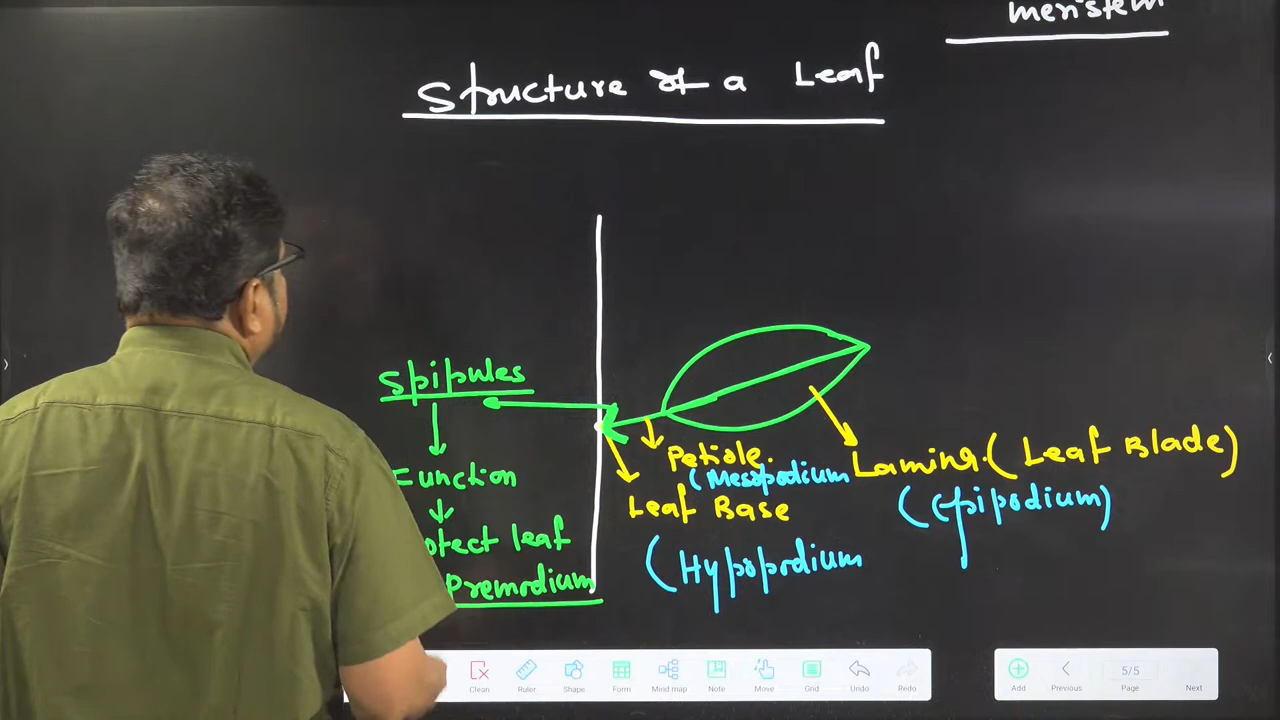 meristem
Structure of a Leaf
Spipules
Function
otect leaf
Premodium
Petiole.
(Mesopodium
Leaf Base
(Hypopodium
Lamina.(Leaf Blade)
(Epipodium)
Clean
Ruler
Shape
Form
Mind map
Note
Move
Grid
Undo
Redo
Add
Previous
5/5
Page
Next